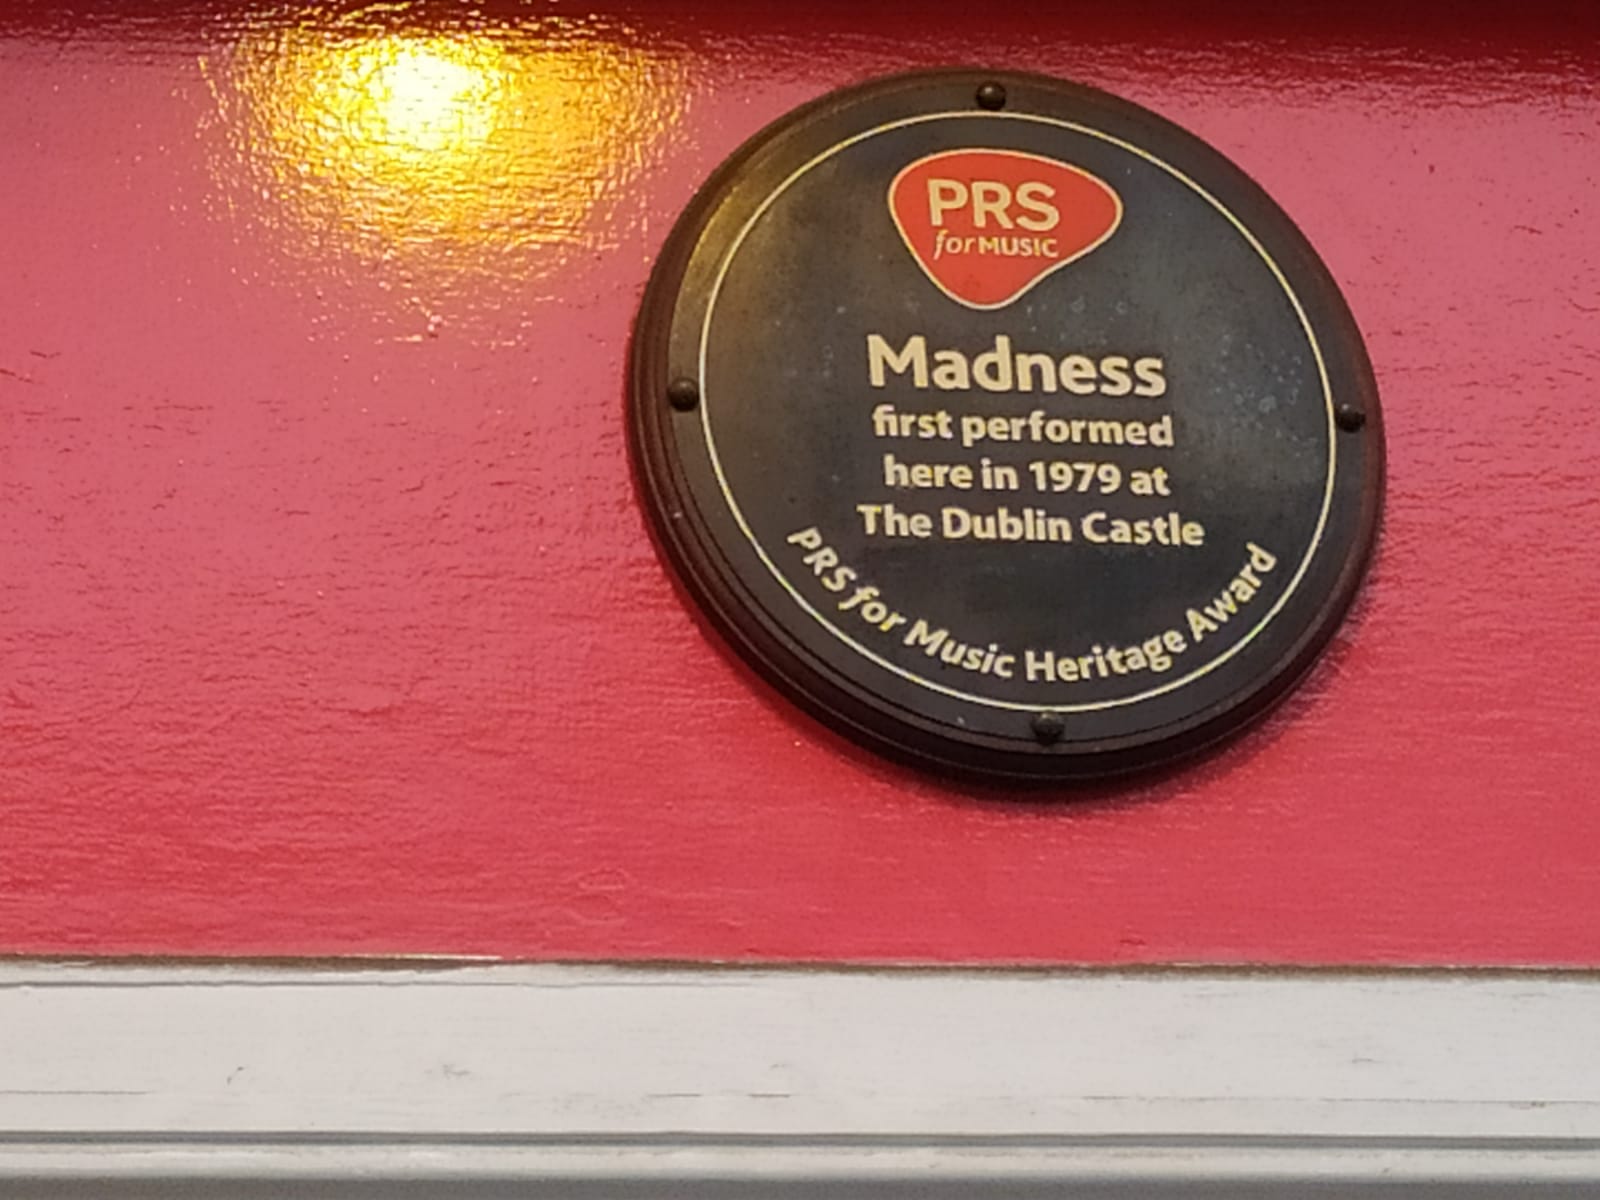 PRS
for MUSIC
Madness
first performed
here in 1979 at
The Dublin Castle
PRS for Music Heritage Award